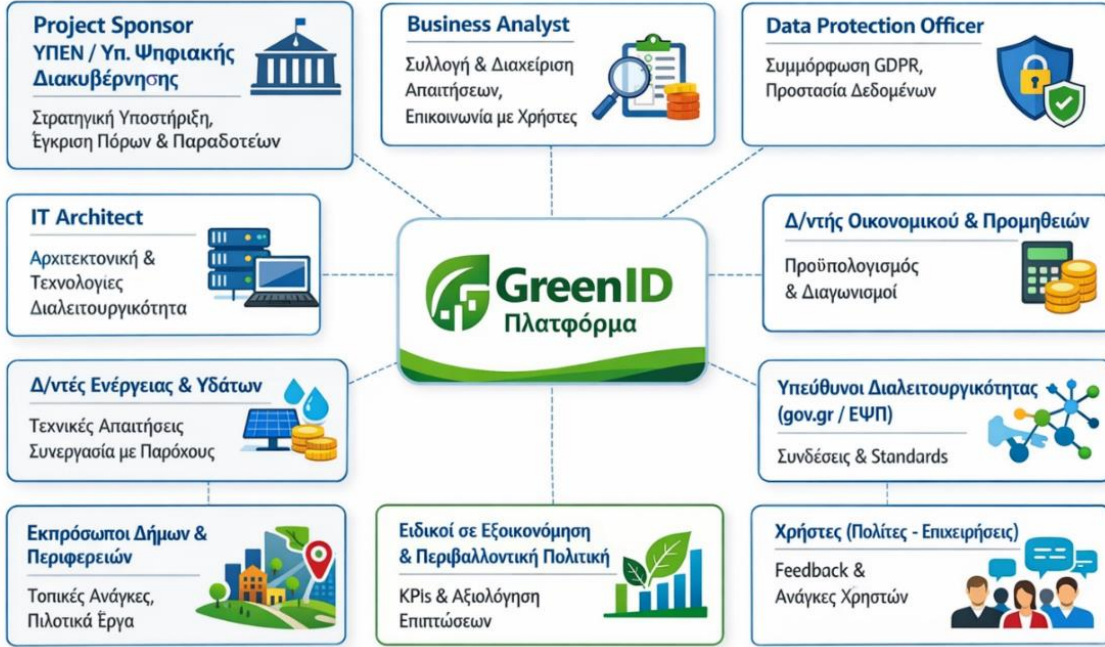 Project Sponsor
ΥΠΕΝ / Υπ. Ψηφιακής
Διακυβέρνησης
Στρατηγική Υποστήριξη,
Έγκριση Πόρων & Παραδοτέων
Business Analyst
Συλλογή & Διαχείριση
Απαιτήσεων,
Επικοινωνία με Χρήστες
Data Protection Officer
Συμμόρφωση GDPR,
Προστασία Δεδομένων
IT Architect
Αρχιτεκτονική &
Τεχνολογίες
Διαλειτουργικότητα
GreenID
Πλατφόρμα
Δ/ντής Οικονομικού & Προμηθειών
Προϋπολογισμός
& Διαγωνισμοί
Δ/ντές Ενέργειας & Υδάτων
Τεχνικές Απαιτήσεις
Συνεργασία με Παρόχους
Υπεύθυνοι Διαλειτουργικότητας
(gov.gr / ΕΨΠ)
Συνδέσεις & Standards
Εκπρόσωποι Δήμων &
Περιφερειών
Τοπικές Ανάγκες,
Πιλοτικά Έργα
Ειδικοί σε Εξοικονόμηση
& Περιβαλλοντική Πολιτική
KPIs & Αξιολόγηση
Επιπτώσεων
Χρήστες (Πολίτες - Επιχειρήσεις)
Feedback &
Ανάγκες Χρηστών